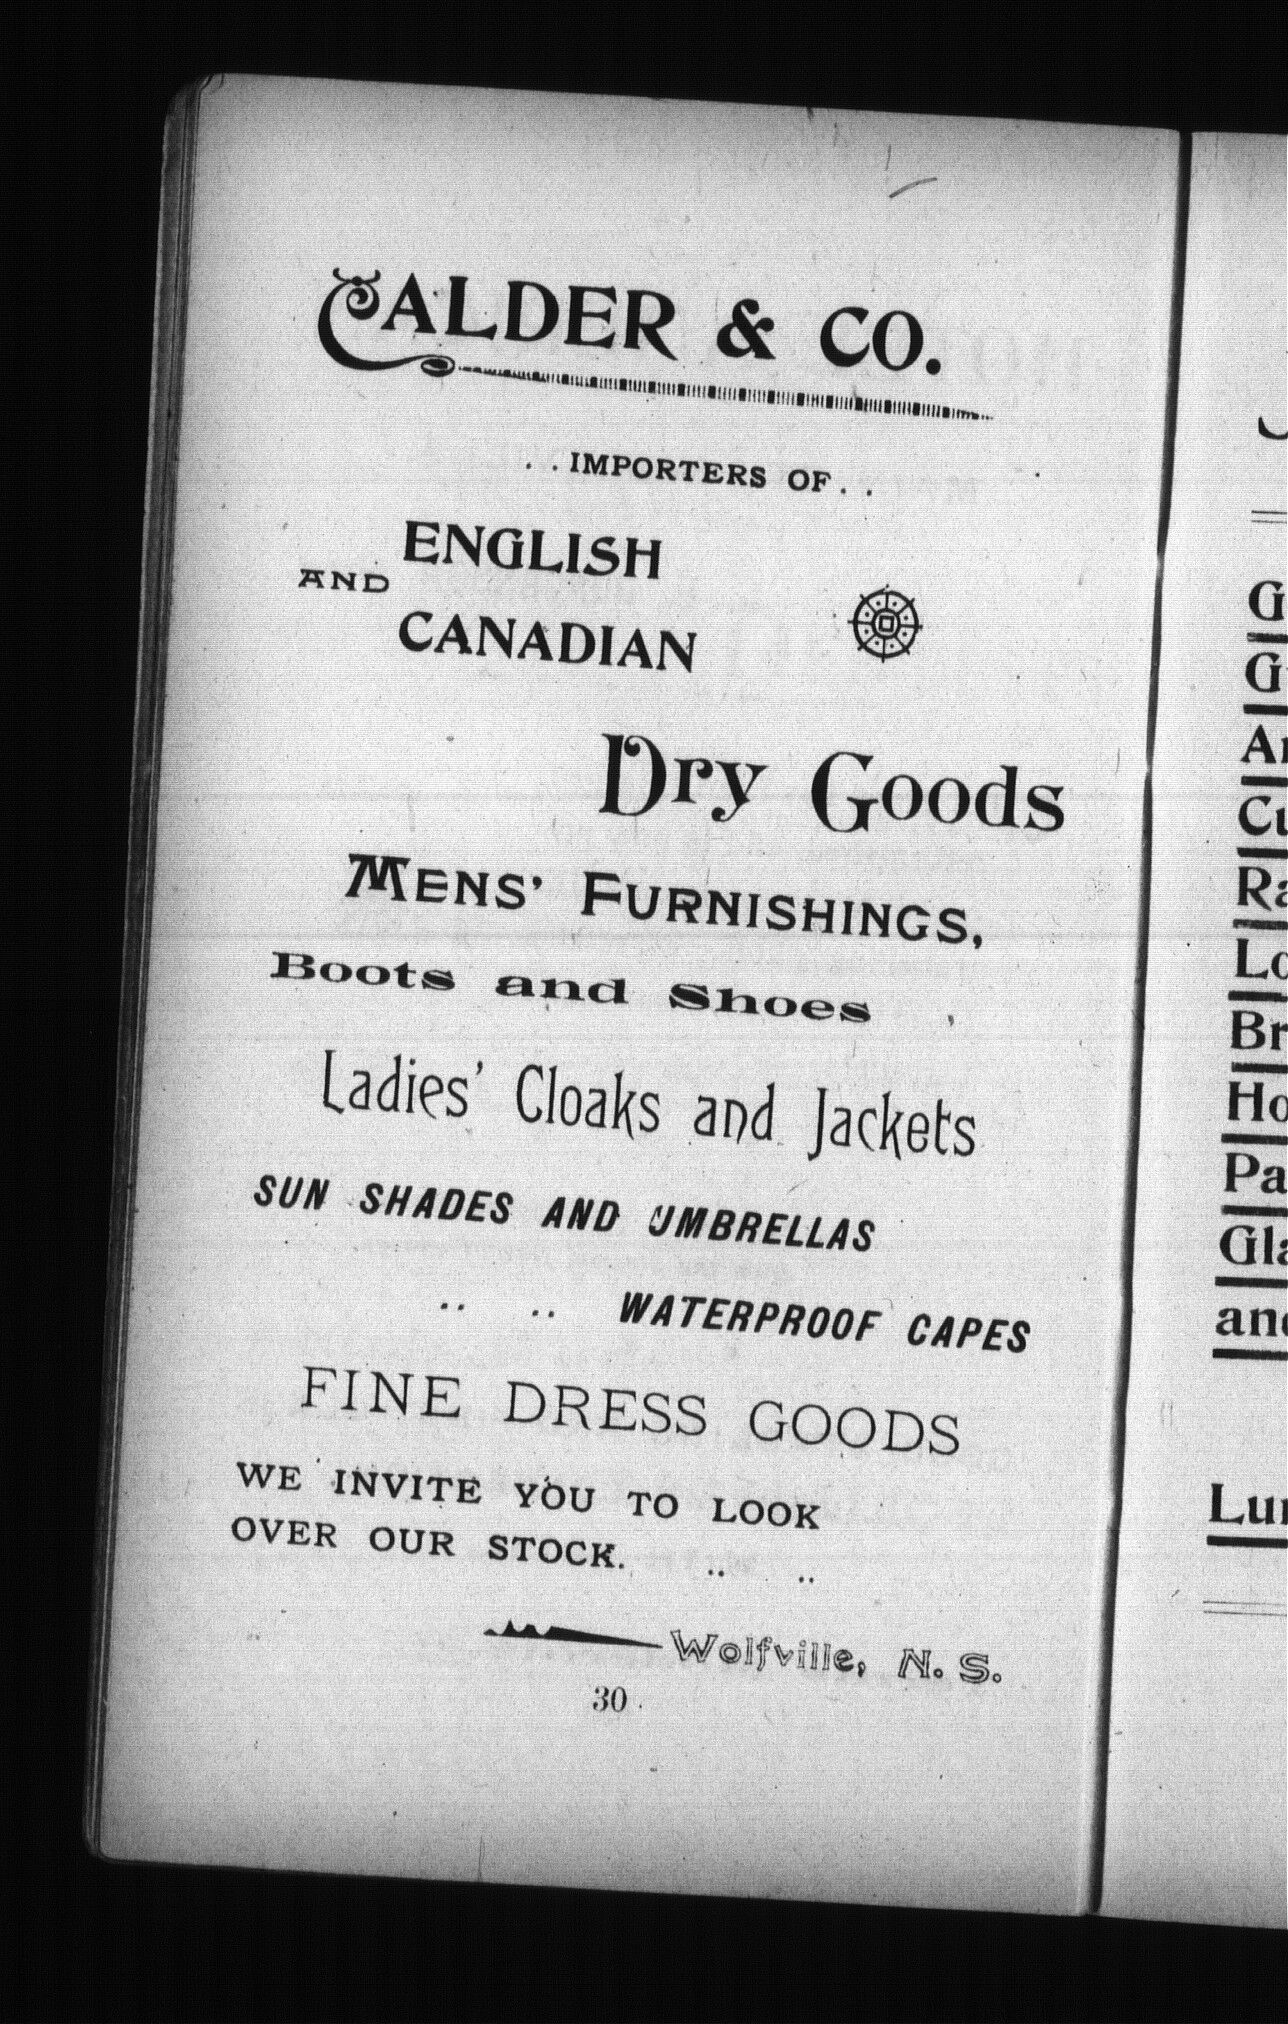 CALDER & CO.
. . IMPORTERS OF . .
ENGLISH
AND
CANADIAN
Dry Goods
MENS' FURNISHINGS,
Boots and Shoes
Ladies' Cloaks and Jackets
SUN SHADES AND UMBRELLAS
.. .. WATERPROOF CAPES
FINE DRESS GOODS
WE INVITE YOU TO LOOK
OVER OUR STOCK. .. ..
Wolfville, N. S.
30